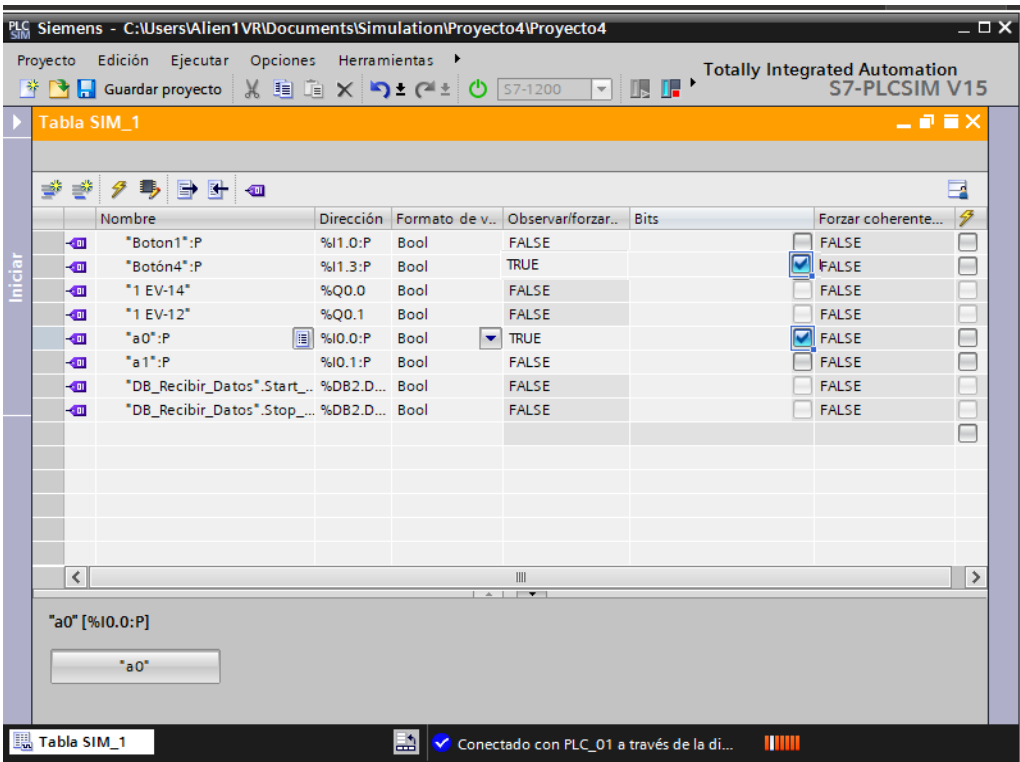 PLC SIM Siemens - C:\Users\Alien1VR\Documents\Simulation\Proyecto4\Proyecto4
Proyecto Edición Ejecutar Opciones Herramientas
Totally Integrated Automation
S7-PLCSIM V15
Guardar proyecto S7-1200
Tabla SIM_1
Nombre Dirección Formato de v... Observar/forzar... Bits Forzar coherente...
"Boton1":P %I1.0:P Bool FALSE FALSE
"Botón4":P %I1.3:P Bool TRUE FALSE
"1 EV-14" %Q0.0 Bool FALSE FALSE
"1 EV-12" %Q0.1 Bool FALSE FALSE
"a0":P %I0.0:P Bool TRUE FALSE
"a1":P %I0.1:P Bool FALSE FALSE
"DB_Recibir_Datos".Start_... %DB2.D... Bool FALSE FALSE
"DB_Recibir_Datos".Stop_... %DB2.D... Bool FALSE FALSE
Iniciar
"a0" [%I0.0:P]
"a0"
Tabla SIM_1
Conectado con PLC_01 a través de la di...